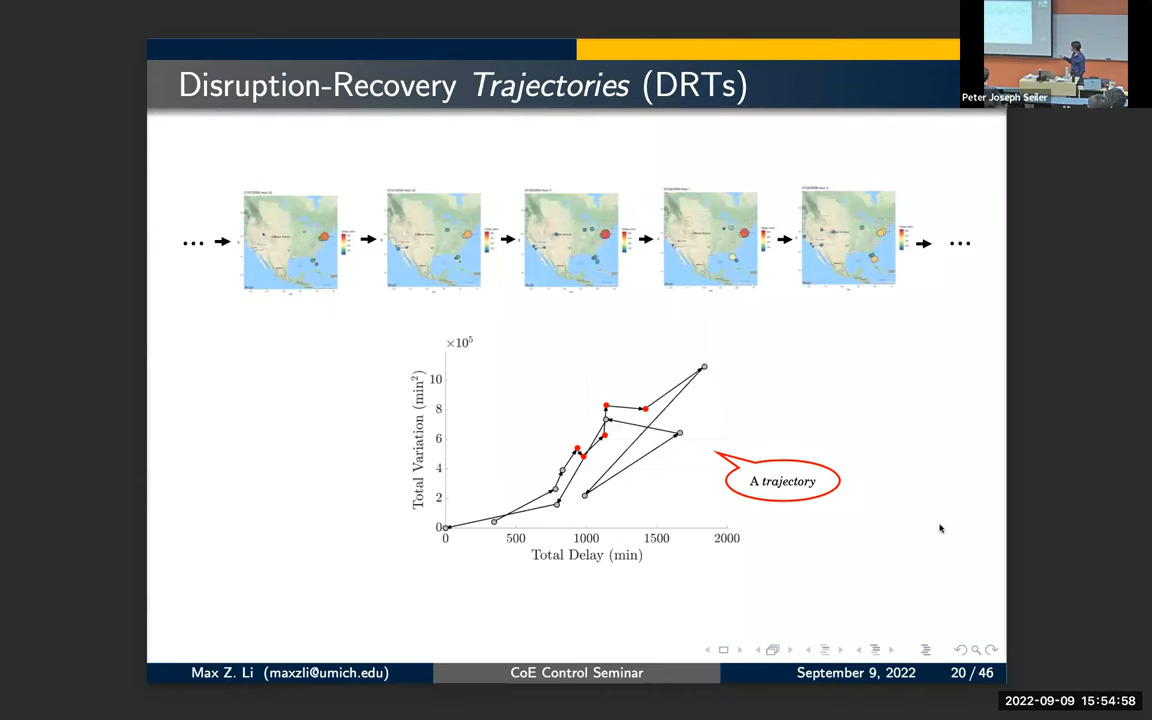 Disruption-Recovery Trajectories (DRTs)
Peter Joseph Seiler
×10⁵
10
8
6
4
2
0
Total Variation (min²)
0 500 1000 1500 2000
Total Delay (min)
A trajectory
Max Z. Li (maxzli@umich.edu) CoE Control Seminar September 9, 2022 20 / 46
2022-09-09 15:54:58